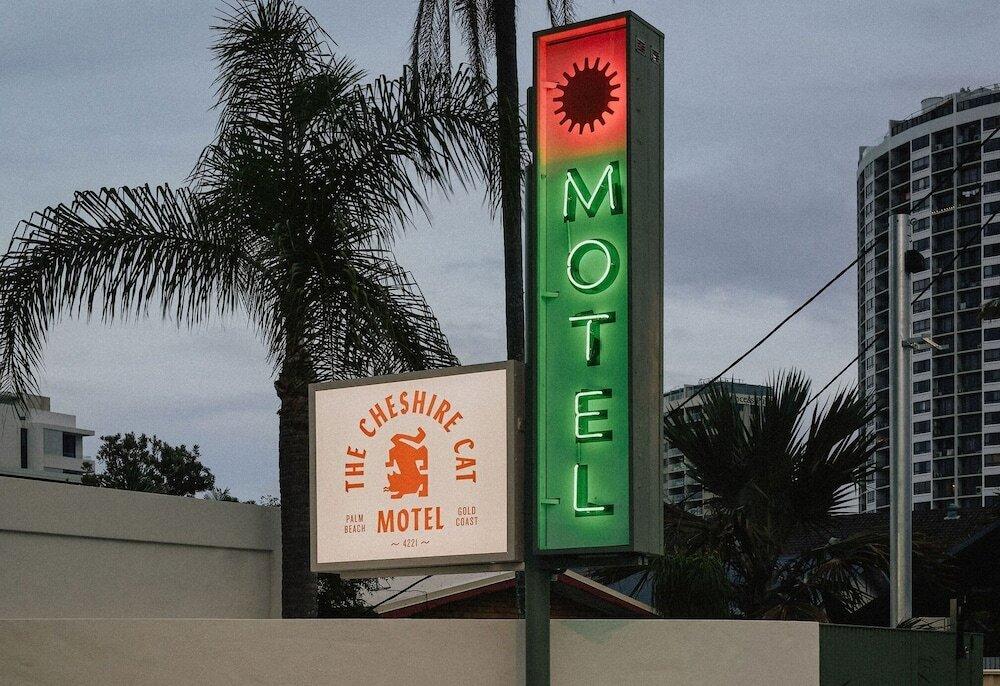 THE CHESHIRE CAT
PALM BEACH
MOTEL
GOLD COAST
~ 4221 ~
MOTEL